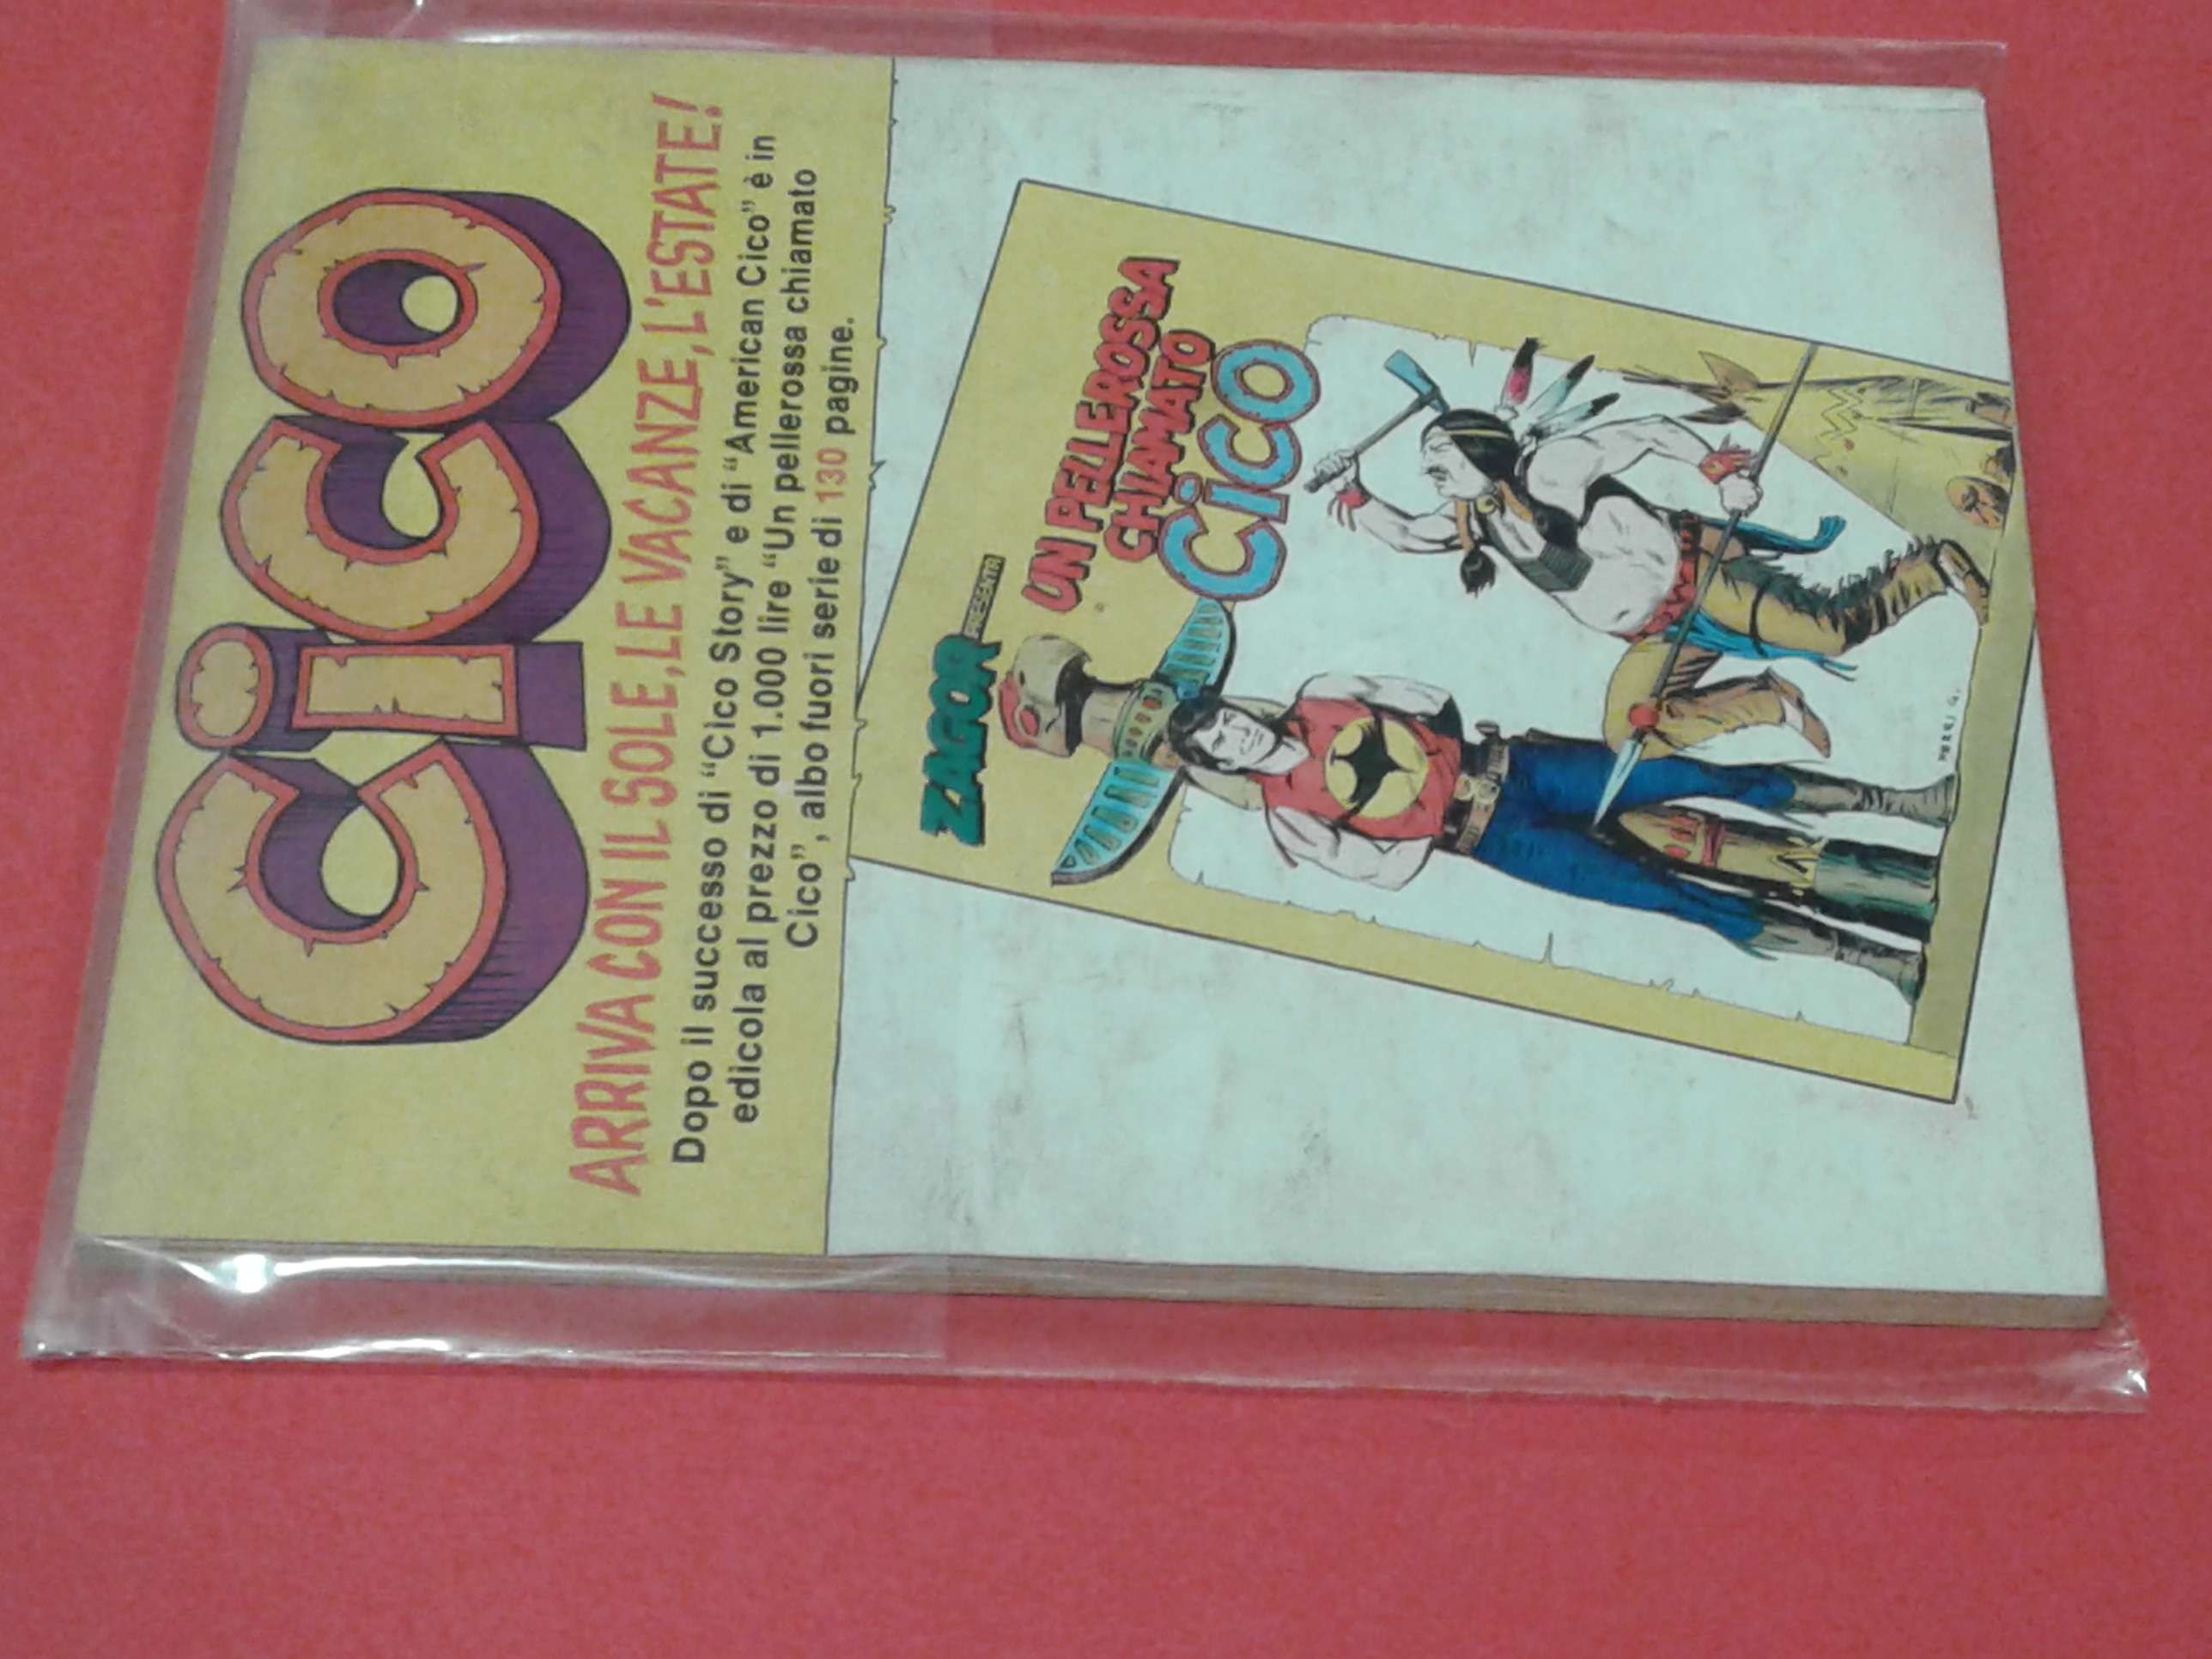 Cico
ARRIVA CON IL SOLE, LE VACANZE, L'ESTATE!
Dopo il successo di “Cico Story” e di “American Cico” è in
edicola al prezzo di 1.000 lire “Un pellerossa chiamato
Cico”, albo fuori serie di 130 pagine.
ZAGOR PRESENTA
UN PELLEROSSA
CHIAMATO
Cico